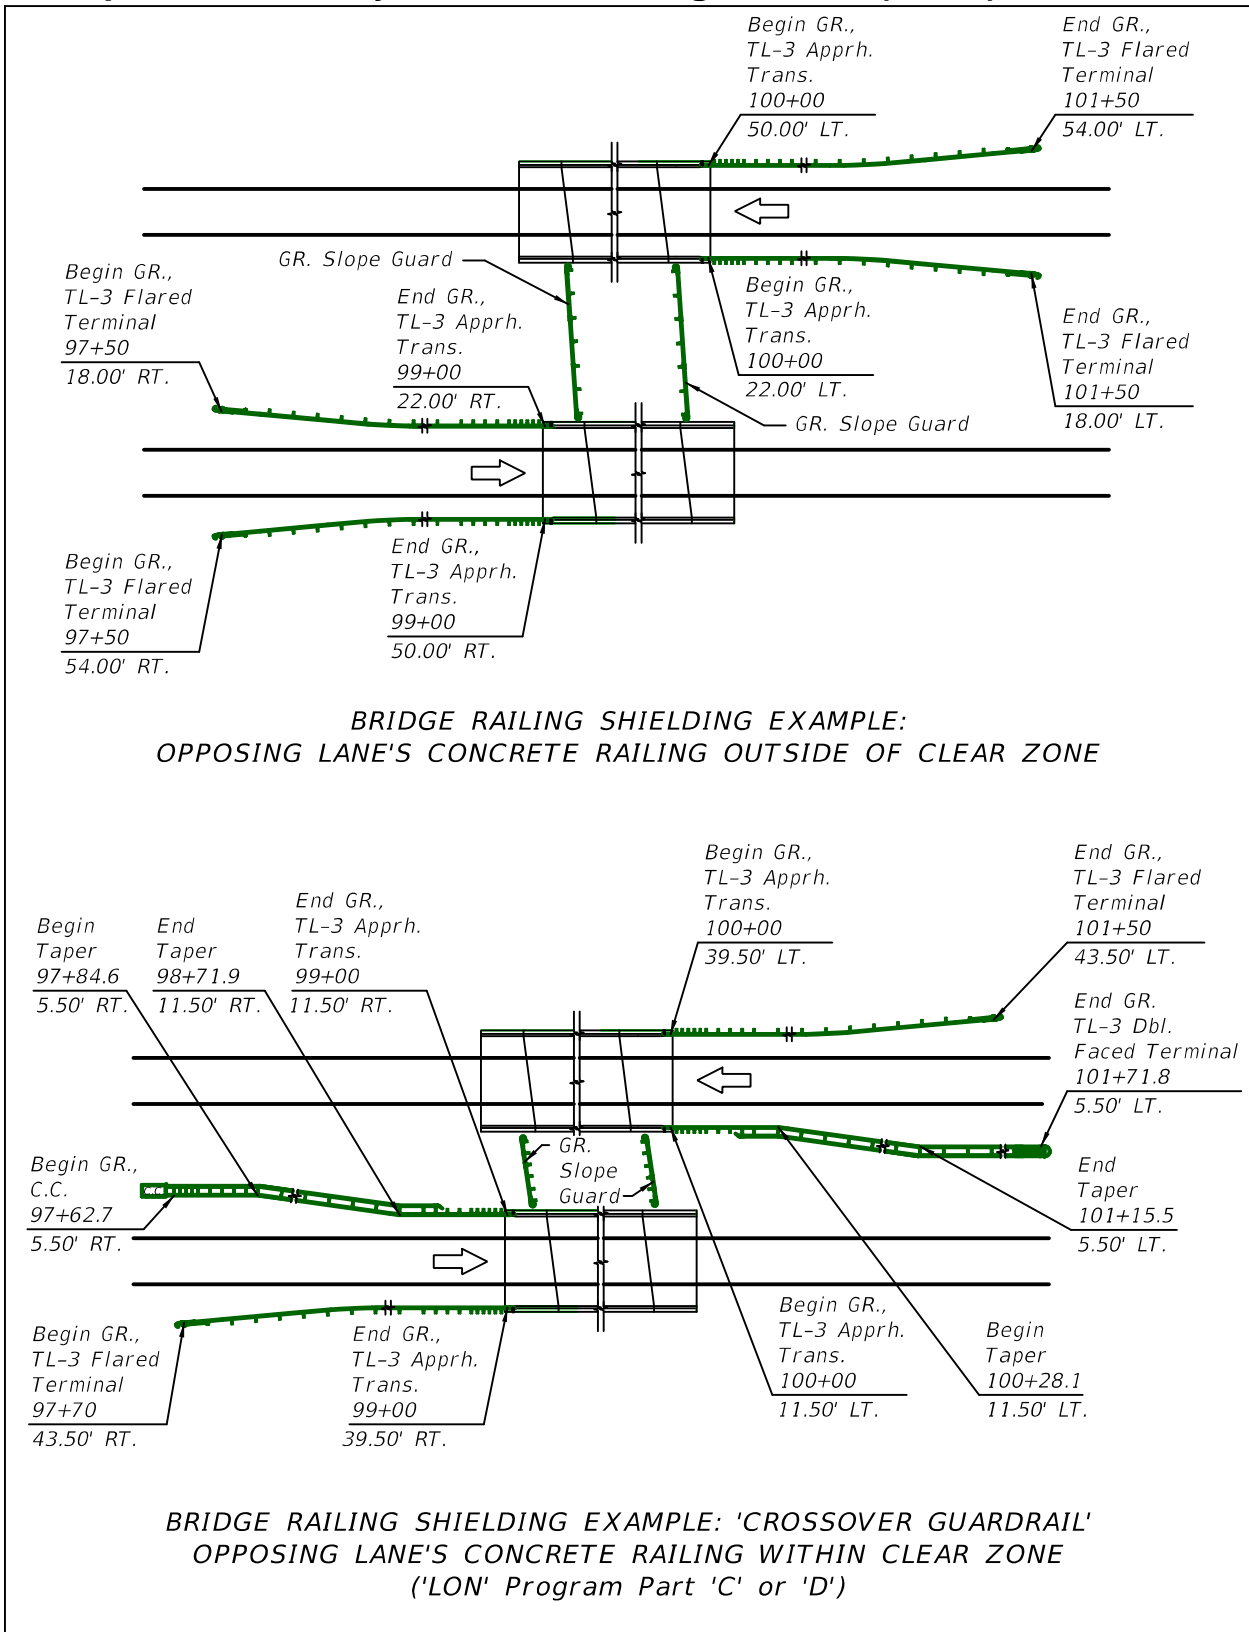 Begin GR.,
TL-3 Apprh.
Trans.
100+00
50.00' LT.
End GR.,
TL-3 Flared
Terminal
101+50
54.00' LT.
GR. Slope Guard
Begin GR.,
TL-3 Flared
Terminal
97+50
18.00' RT.
End GR.,
TL-3 Apprh.
Trans.
99+00
22.00' RT.
Begin GR.,
TL-3 Apprh.
Trans.
100+00
22.00' LT.
End GR.,
TL-3 Flared
Terminal
101+50
18.00' LT.
GR. Slope Guard
Begin GR.,
TL-3 Flared
Terminal
97+50
54.00' RT.
End GR.,
TL-3 Apprh.
Trans.
99+00
50.00' RT.
BRIDGE RAILING SHIELDING EXAMPLE:
OPPOSING LANE'S CONCRETE RAILING OUTSIDE OF CLEAR ZONE
Begin
Taper
97+84.6
5.50' RT.
End
Taper
98+71.9
11.50' RT.
End GR.,
TL-3 Apprh.
Trans.
99+00
11.50' RT.
Begin GR.,
TL-3 Apprh.
Trans.
100+00
39.50' LT.
End GR.,
TL-3 Flared
Terminal
101+50
43.50' LT.
End GR.
TL-3 Dbl.
Faced Terminal
101+71.8
5.50' LT.
GR.
Slope
Guard
Begin GR.,
C.C.
97+62.7
5.50' RT.
C.C.
End
Taper
101+15.5
5.50' LT.
Begin GR.,
TL-3 Flared
Terminal
97+70
43.50' RT.
End GR.,
TL-3 Apprh.
Trans.
99+00
39.50' RT.
Begin GR.,
TL-3 Apprh.
Trans.
100+00
11.50' LT.
Begin
Taper
100+28.1
11.50' LT.
BRIDGE RAILING SHIELDING EXAMPLE: 'CROSSOVER GUARDRAIL'
OPPOSING LANE'S CONCRETE RAILING WITHIN CLEAR ZONE
('LON' Program Part 'C' or 'D')